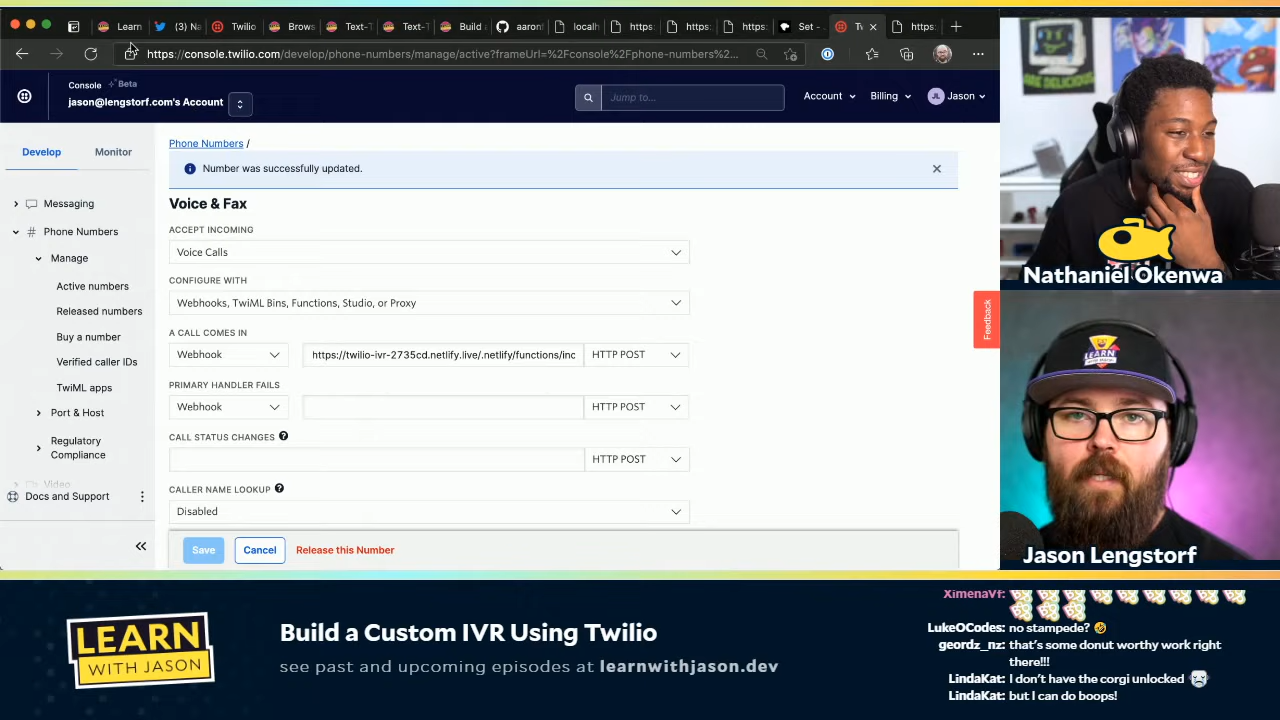 Learn
(3) N
Twilio
Brows
Text-T
Text-T
Build
aaron
localh
https:
https:
https:
Set -
Tv
https:
https://console.twilio.com/develop/phone-numbers/manage/active?frameUrl=%2Fconsole%2Fphone-numbers%2...
Console
Beta
jason@lengstorf.com's Account
Jump to...
Account
Billing
JL Jason
Develop
Monitor
Messaging
# Phone Numbers
Manage
Active numbers
Released numbers
Buy a number
Verified caller IDs
TwiML apps
Port & Host
Regulatory
Compliance
Video
Docs and Support
Phone Numbers /
Number was successfully updated.
Voice & Fax
ACCEPT INCOMING
Voice Calls
CONFIGURE WITH
Webhooks, TwiML Bins, Functions, Studio, or Proxy
A CALL COMES IN
Webhook https://twilio-ivr-2735cd.netlify.live/.netlify/functions/inc HTTP POST
PRIMARY HANDLER FAILS
Webhook HTTP POST
CALL STATUS CHANGES
HTTP POST
CALLER NAME LOOKUP
Disabled
Save Cancel Release this Number
Feedback
ARE DELICIOUS
Nathaniel Okenwa
LEARN
Jason Lengstorf
LEARN
WITH JASON
Build a Custom IVR Using Twilio
see past and upcoming episodes at learnwithjason.dev
XimenaVf:
LukeOCodes: no stampede?
geordz_nz: that's some donut worthy work right
there!!!
LindaKat: I don't have the corgi unlocked
LindaKat: but I can do boops!